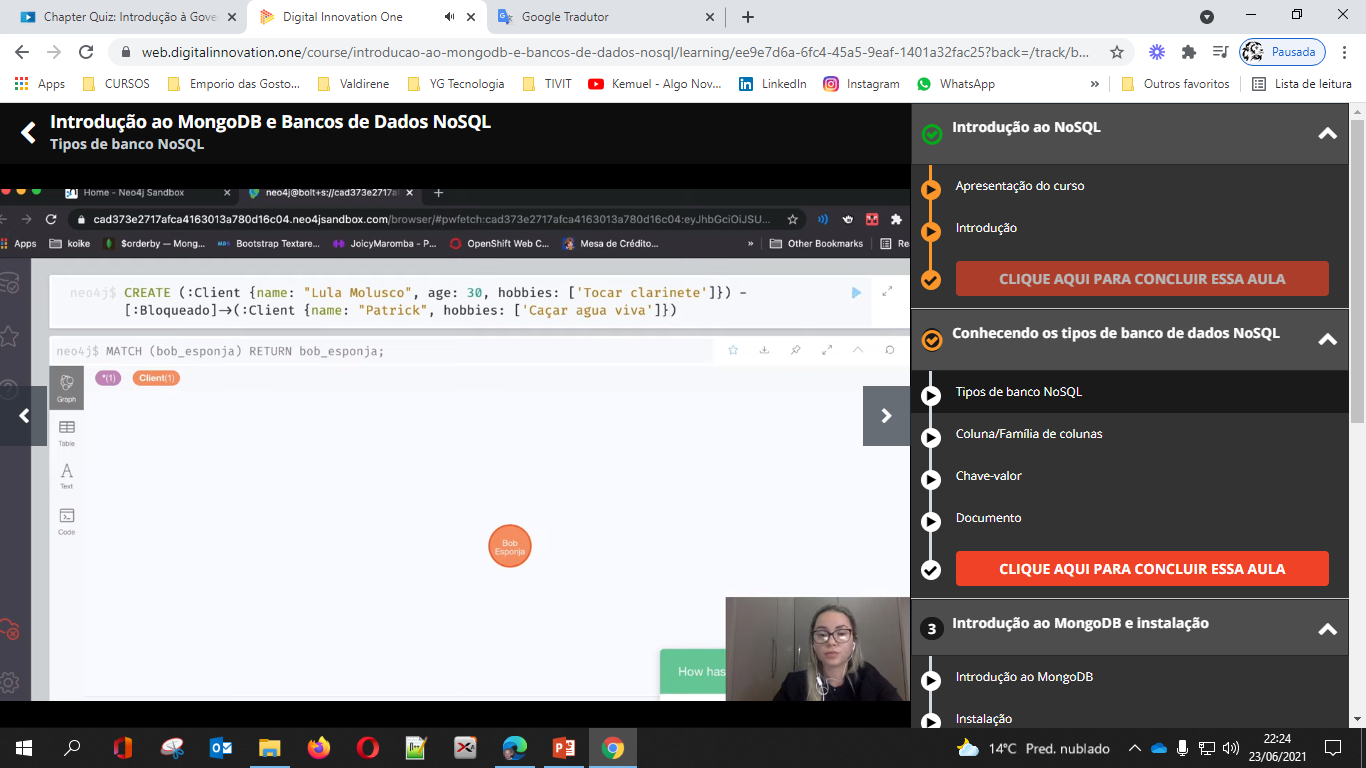 Chapter Quiz: Introdução à Gove
Digital Innovation One
Google Tradutor
web.digitalinnovation.one/course/introducao-ao-mongodb-e-bancos-de-dados-nosql/learning/ee9e7d6a-6fc4-45a5-9eaf-1401a32fac25?back=/track/b...
Pausada
Apps
CURSOS
Emporio das Gosto...
Valdirene
YG Tecnologia
TIVIT
Kemuel - Algo Nov...
LinkedIn
Instagram
WhatsApp
»
Outros favoritos
Lista de leitura
Introdução ao MongoDB e Bancos de Dados NoSQL
Tipos de banco NoSQL
Home - Neo4j Sandbox
neo4j@bolt+s://cad373e2717a
cad373e2717afca4163013a780d16c04.neo4jsandbox.com/browser/#pwfetch:cad373e2717afca4163013a780d16c04:eyJhbGciOiJSU...
Apps
koike
$orderby — Mong...
Bootstrap Textare...
JoicyMaromba - P...
OpenShift Web C...
Mesa de Crédito...
»
Other Bookmarks
Re
neo4j$ CREATE (:Client {name: "Lula Molusco", age: 30, hobbies: ['Tocar clarinete']}) -
[:Bloqueado]→(:Client {name: "Patrick", hobbies: ['Caçar agua viva']})
neo4j$ MATCH (bob_esponja) RETURN bob_esponja;
*(1)
Client(1)
Graph
Table
A
Text
Code
Bob
Esponja
How has
Introdução ao NoSQL
Apresentação do curso
Introdução
CLIQUE AQUI PARA CONCLUIR ESSA AULA
Conhecendo os tipos de banco de dados NoSQL
Tipos de banco NoSQL
Coluna/Família de colunas
Chave-valor
Documento
CLIQUE AQUI PARA CONCLUIR ESSA AULA
3
Introdução ao MongoDB e instalação
Introdução ao MongoDB
Instalação
14°C Pred. nublado
22:24
23/06/2021